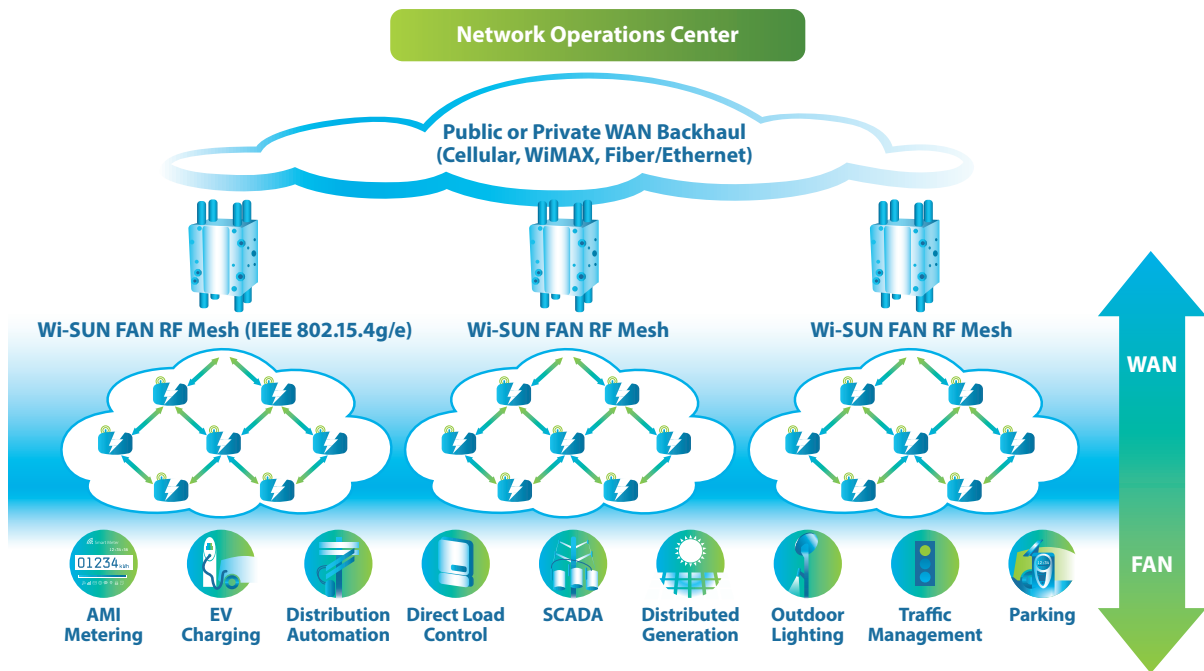 Network Operations Center
Public or Private WAN Backhaul
(Cellular, WiMAX, Fiber/Ethernet)
Wi-SUN FAN RF Mesh (IEEE 802.15.4g/e)
Wi-SUN FAN RF Mesh
Wi-SUN FAN RF Mesh
WAN
FAN
01234 kWh
AMI
Metering
EV
Charging
Distribution
Automation
Direct Load
Control
SCADA
Distributed
Generation
Outdoor
Lighting
Traffic
Management
Parking